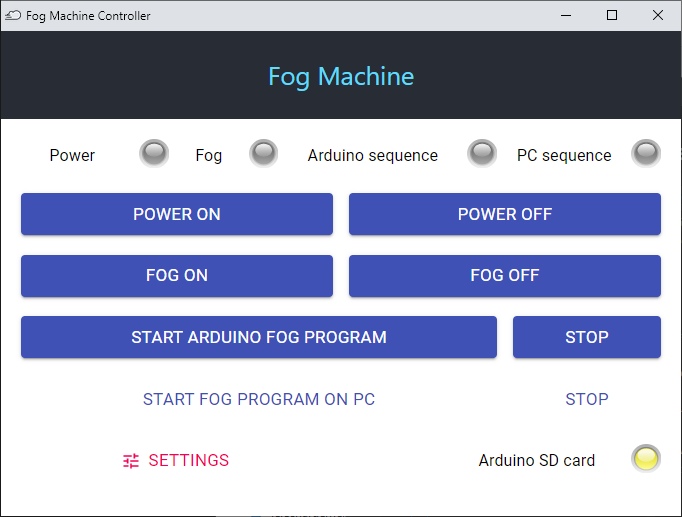 Fog Machine Controller
Fog Machine
Power Fog Arduino sequence PC sequence
POWER ON POWER OFF
FOG ON FOG OFF
START ARDUINO FOG PROGRAM STOP
START FOG PROGRAM ON PC STOP
SETTINGS Arduino SD card